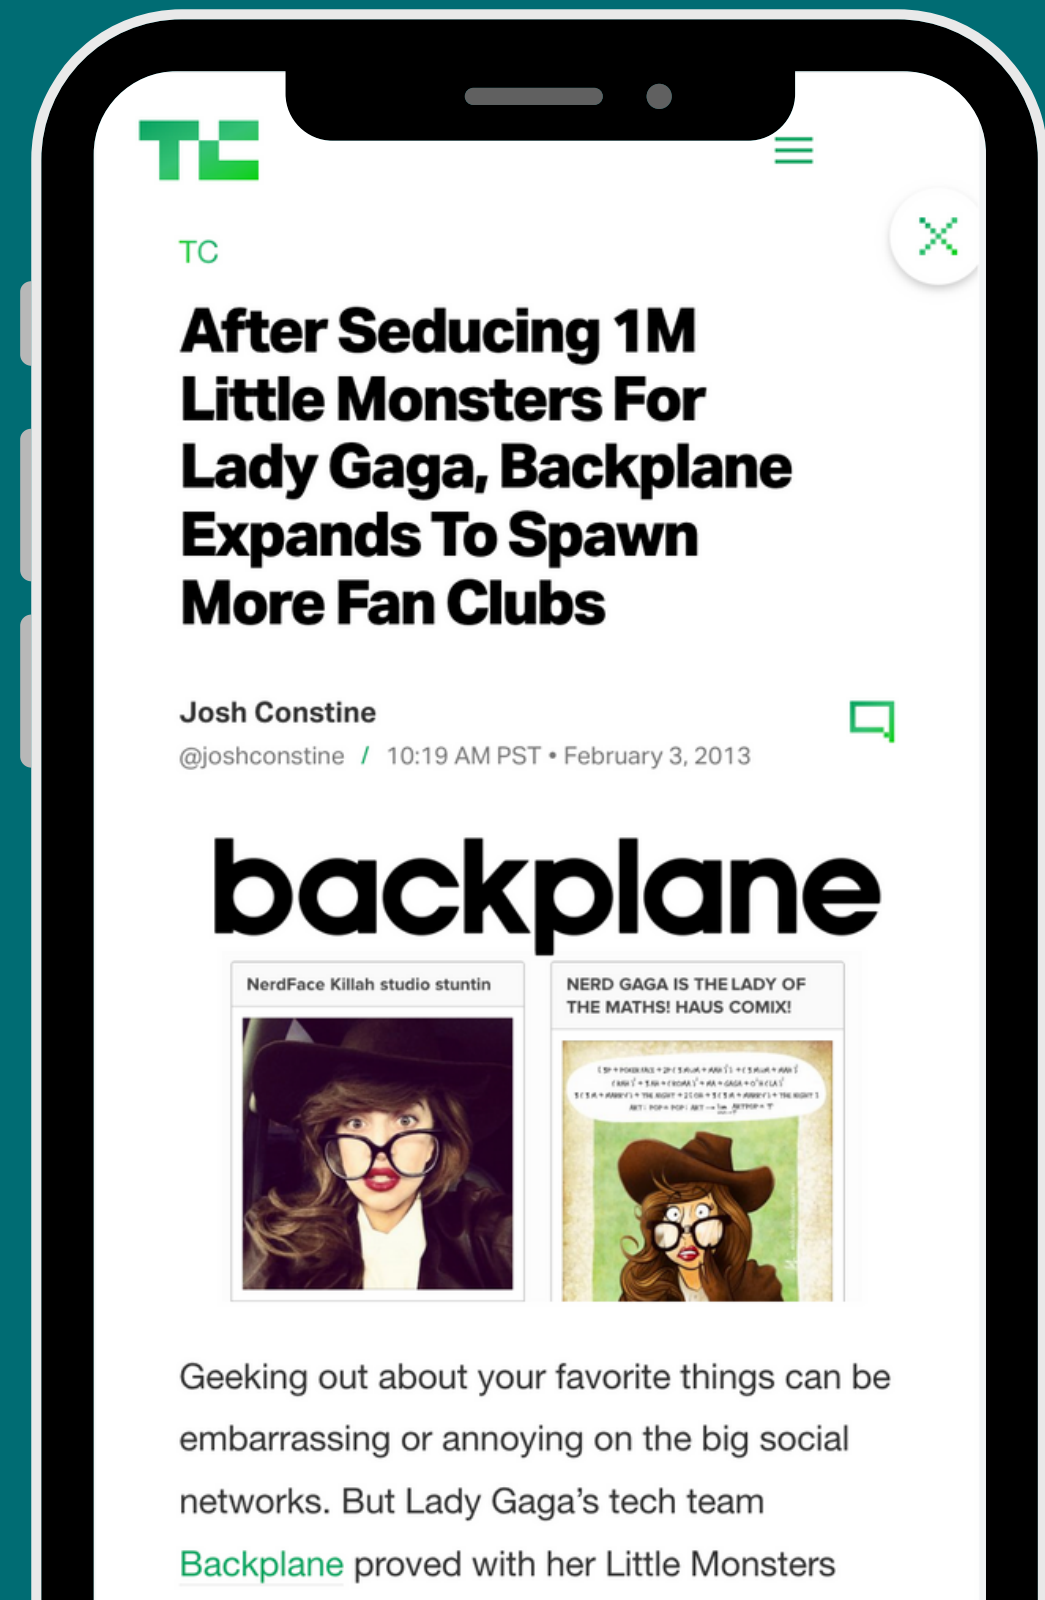 TC
TC
After Seducing 1M
Little Monsters For
Lady Gaga, Backplane
Expands To Spawn
More Fan Clubs
Josh Constine
@joshconstine / 10:19 AM PST • February 3, 2013
backplane
NerdFace Killah studio stuntin
NERD GAGA IS THE LADY OF
THE MATHS! HAUS COMIX!
Geeking out about your favorite things can be
embarrassing or annoying on the big social
networks. But Lady Gaga’s tech team
Backplane proved with her Little Monsters